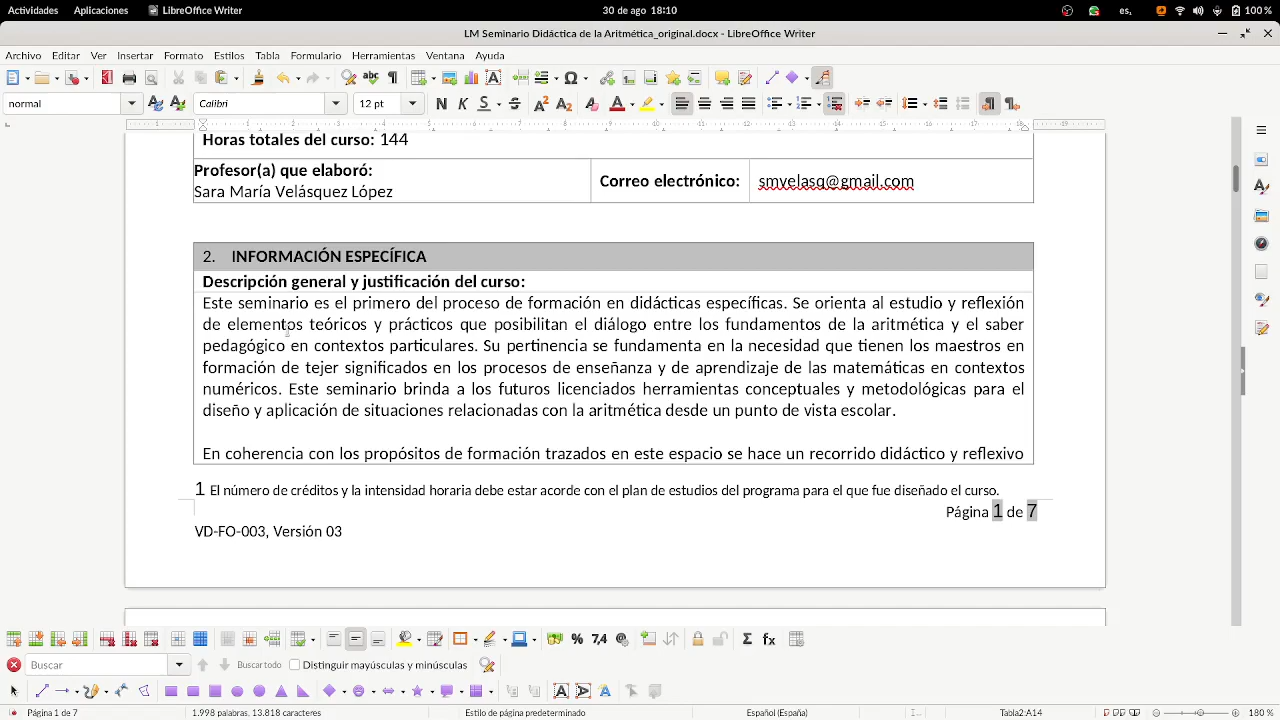 Actividades Aplicaciones LibreOffice Writer 30 de ago 18:10 es, 100 %
LM Seminario Didáctica de la Aritmética_original.docx - LibreOffice Writer
Archivo Editar Ver Insertar Formato Estilos Tabla Formulario Herramientas Ventana Ayuda
normal Calibri 12 pt N K S
Horas totales del curso: 144
Profesor(a) que elaboró:
Sara María Velásquez López
Correo electrónico: smvelasq@gmail.com
2. INFORMACIÓN ESPECÍFICA
Descripción general y justificación del curso:
Este seminario es el primero del proceso de formación en didácticas específicas. Se orienta al estudio y reflexión
de elementos teóricos y prácticos que posibilitan el diálogo entre los fundamentos de la aritmética y el saber
pedagógico en contextos particulares. Su pertinencia se fundamenta en la necesidad que tienen los maestros en
formación de tejer significados en los procesos de enseñanza y de aprendizaje de las matemáticas en contextos
numéricos. Este seminario brinda a los futuros licenciados herramientas conceptuales y metodológicas para el
diseño y aplicación de situaciones relacionadas con la aritmética desde un punto de vista escolar.
En coherencia con los propósitos de formación trazados en este espacio se hace un recorrido didáctico y reflexivo
1 El número de créditos y la intensidad horaria debe estar acorde con el plan de estudios del programa para el que fue diseñado el curso.
Página 1 de 7
VD-FO-003, Versión 03
Buscar Buscar todo Distinguir mayúsculas y minúsculas
Página 1 de 7 1.998 palabras, 13.818 caracteres Estilo de página predeterminado Español (España) Tabla2:A14 180 %